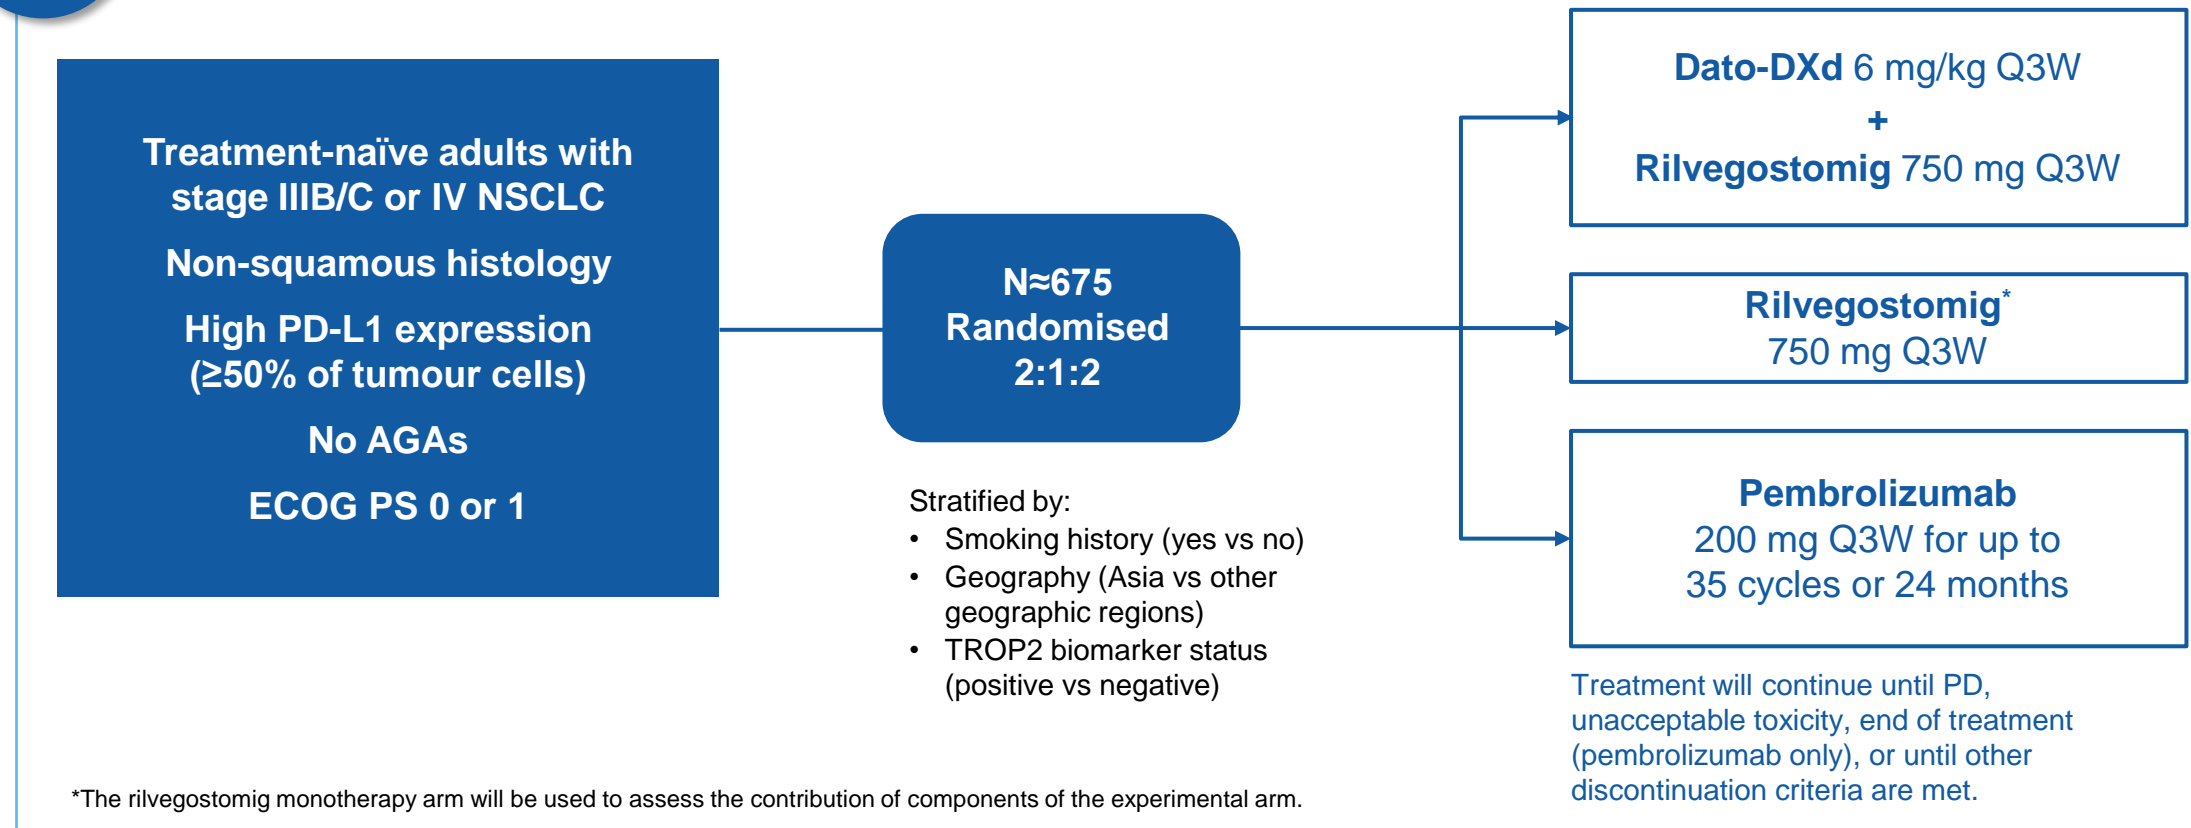 Treatment-naïve adults with
stage IIIB/C or IV NSCLC
Non-squamous histology
High PD-L1 expression
(≥50% of tumour cells)
No AGAs
ECOG PS 0 or 1
N≈675
Randomised
2:1:2
Stratified by:
• Smoking history (yes vs no)
• Geography (Asia vs other
geographic regions)
• TROP2 biomarker status
(positive vs negative)
Dato-DXd 6 mg/kg Q3W
+
Rilvegostomig 750 mg Q3W
Rilvegostomig*
750 mg Q3W
Pembrolizumab
200 mg Q3W for up to
35 cycles or 24 months
Treatment will continue until PD,
unacceptable toxicity, end of treatment
(pembrolizumab only), or until other
discontinuation criteria are met.
*The rilvegostomig monotherapy arm will be used to assess the contribution of components of the experimental arm.